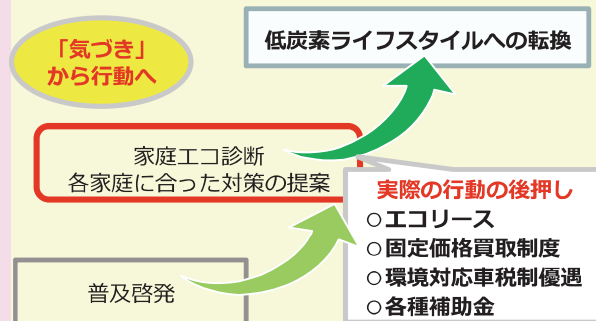 「気づき」
から行動へ
低炭素ライフスタイルへの転換
家庭エコ診断
各家庭に合った対策の提案
実際の行動の後押し
○エコリース
○固定価格買取制度
○環境対応車税制優遇
○各種補助金
普及啓発